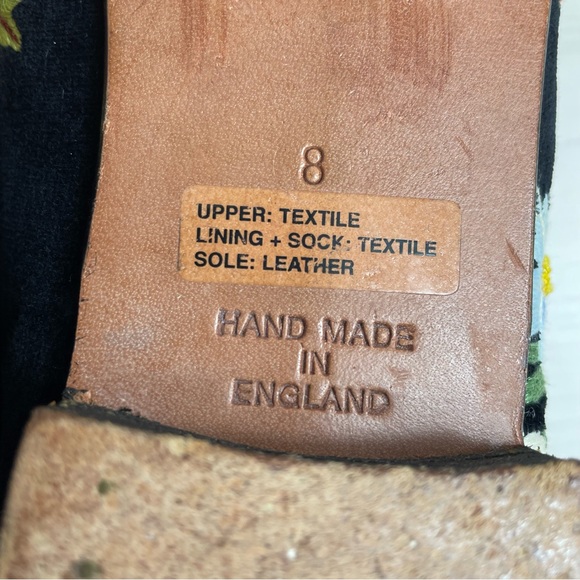 8
UPPER: TEXTILE
LINING + SOCK: TEXTILE
SOLE: LEATHER
HAND MADE
IN
ENGLAND